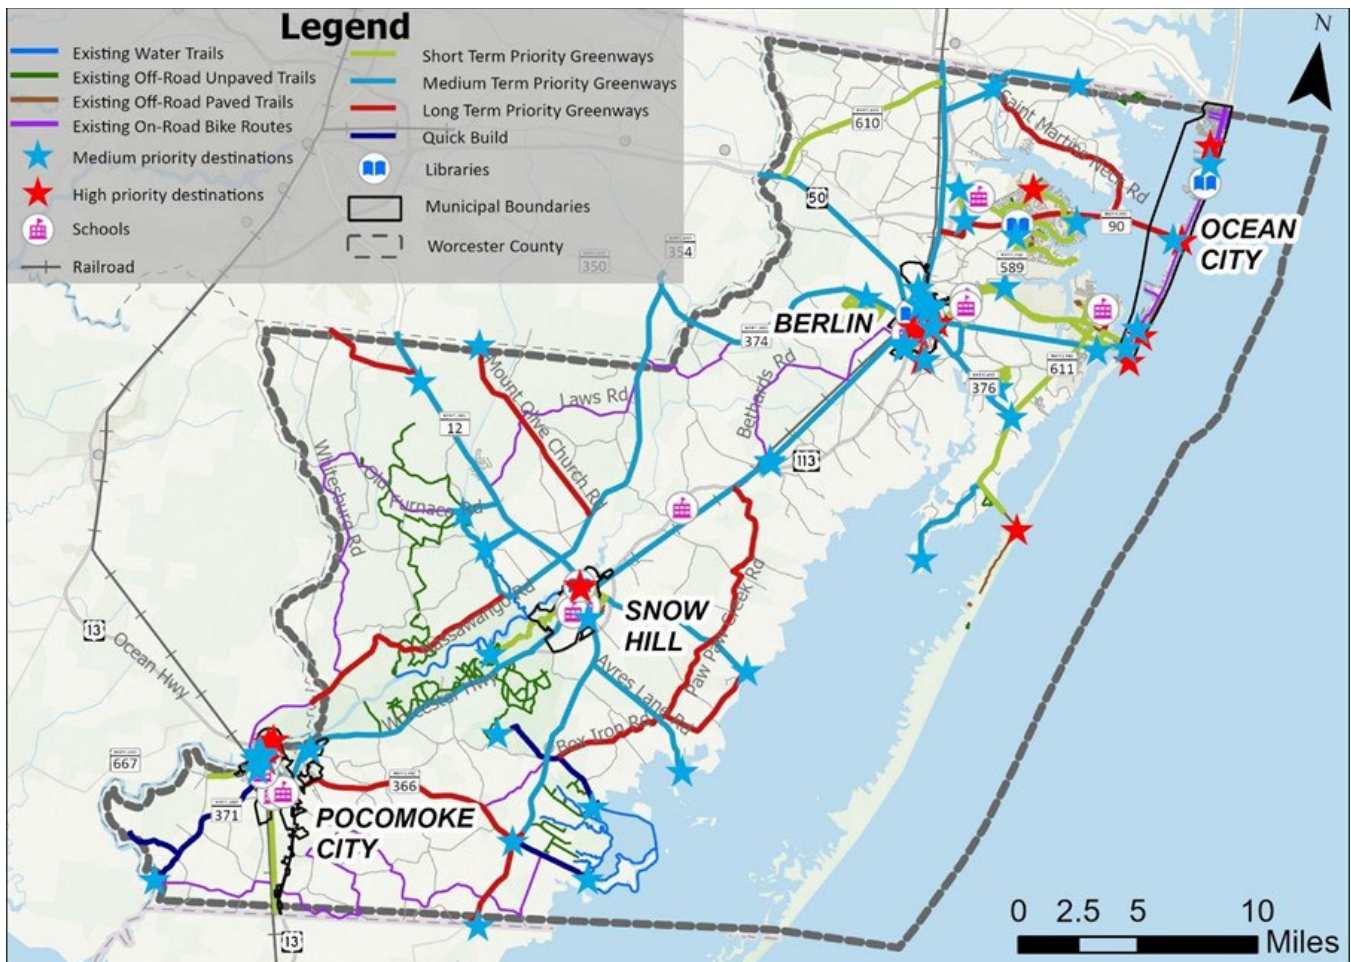 Legend
Existing Water Trails
Existing Off-Road Unpaved Trails
Existing Off-Road Paved Trails
Existing On-Road Bike Routes
Medium priority destinations
High priority destinations
Schools
Railroad
Short Term Priority Greenways
Medium Term Priority Greenways
Long Term Priority Greenways
Quick Build
Libraries
Municipal Boundaries
Worcester County
N
610
Saint Martins Neck Rd
50
90
OCEAN
CITY
354
350
589
BERLIN
374
611
376
Bethards Rd
Laws Rd
Mount Olive Church Rd
12
113
Whitesburg Rd
Old Furnace Rd
13
Ocean Hwy
Nassawango Rd
SNOW
HILL
Paw Paw Creek Rd
Ayres Lane Rd
Worcester Hwy
Box Iron Rd
667
366
371
POCOMOKE
CITY
13
0 2.5 5 10
Miles